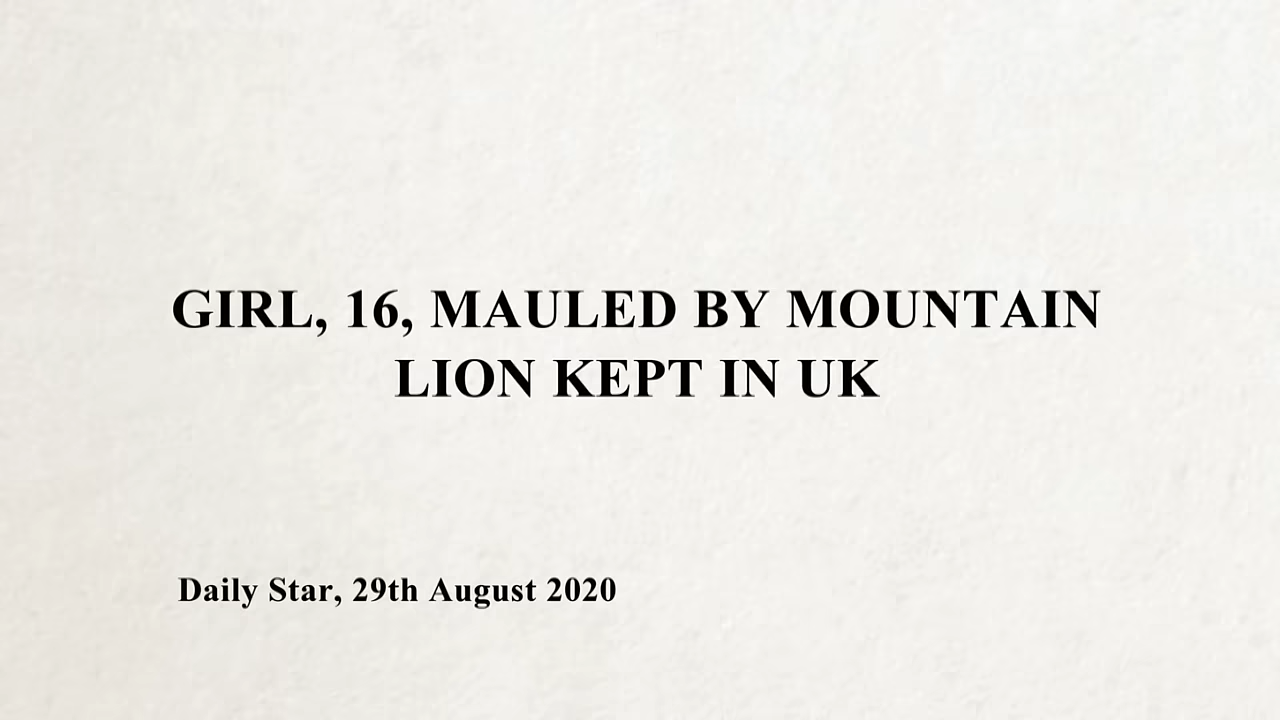 GIRL, 16, MAULED BY MOUNTAIN
LION KEPT IN UK
Daily Star, 29th August 2020